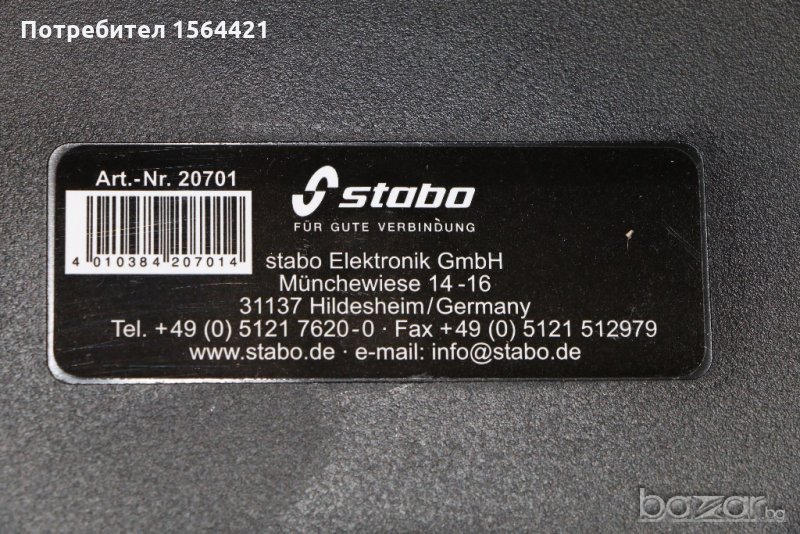 Потребител 1564421
Art.-Nr. 20701
4 010384 207014
stabo
FÜR GUTE VERBINDUNG
stabo Elektronik GmbH
Münchewiese 14-16
31137 Hildesheim/Germany
Tel. +49 (0) 5121 7620-0 · Fax +49 (0) 5121 512979
www.stabo.de · e-mail: info@stabo.de
bazar.bg